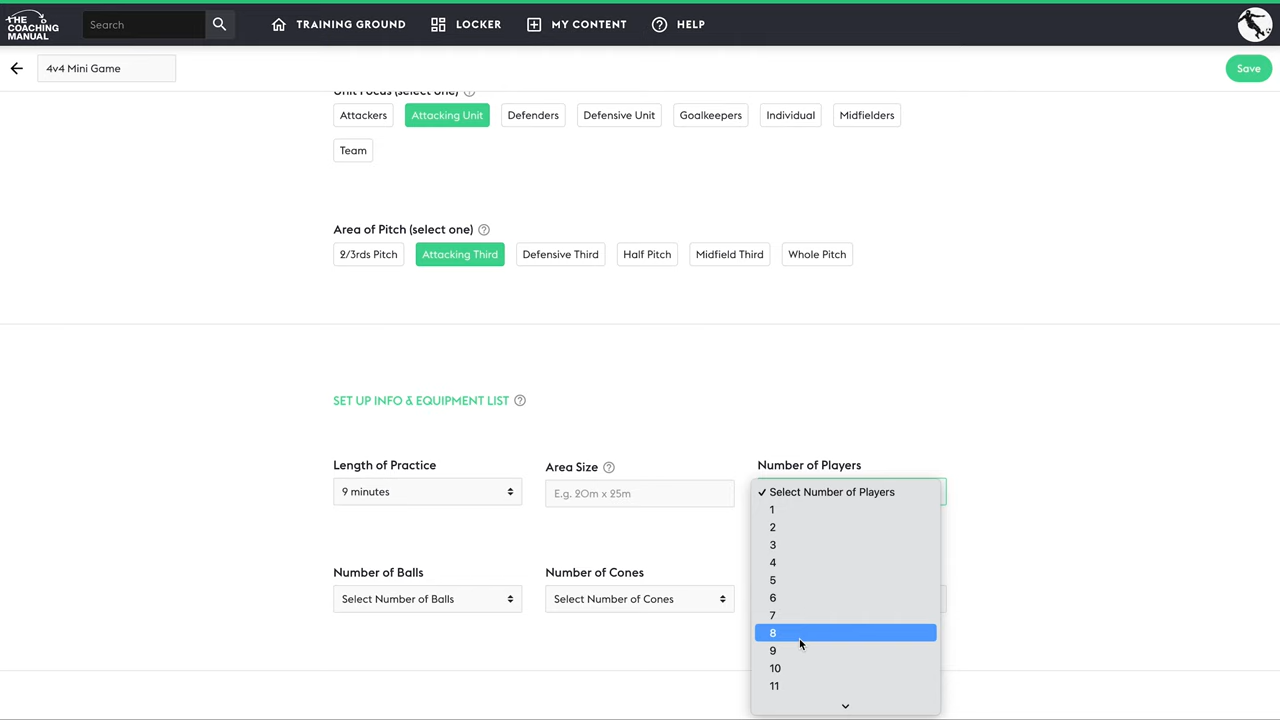 THE COACHING MANUAL
Search
TRAINING GROUND
LOCKER
MY CONTENT
HELP
4v4 Mini Game
Save
Unit Focus (select one)
Attackers
Attacking Unit
Defenders
Defensive Unit
Goalkeepers
Individual
Midfielders
Team
Area of Pitch (select one)
2/3rds Pitch
Attacking Third
Defensive Third
Half Pitch
Midfield Third
Whole Pitch
SET UP INFO & EQUIPMENT LIST
Length of Practice
9 minutes
Area Size
E.g. 20m x 25m
Number of Players
✓ Select Number of Players
1
2
3
4
5
6
7
8
9
10
11
Number of Balls
Select Number of Balls
Number of Cones
Select Number of Cones